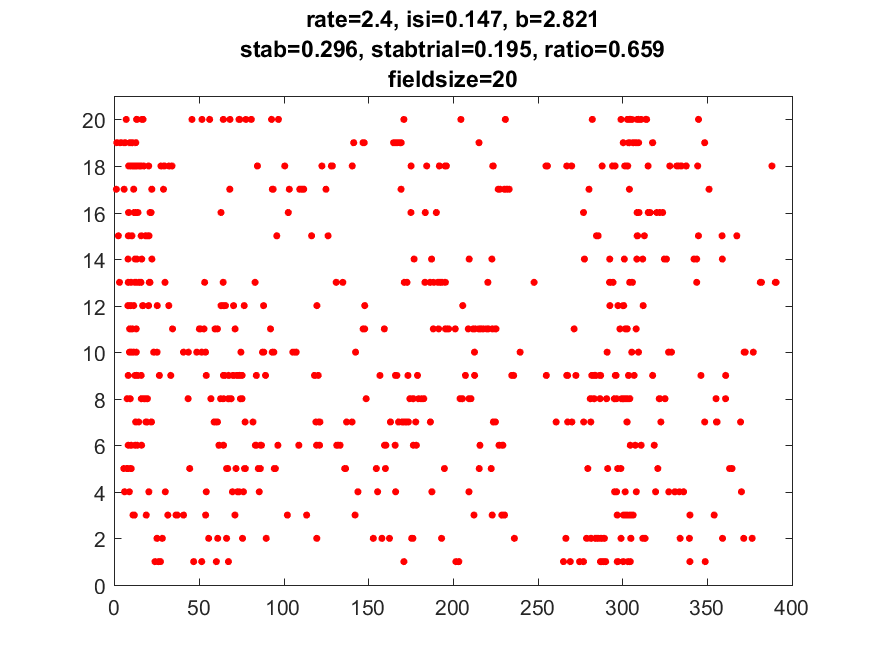 rate=2.4, isi=0.147, b=2.821
stab=0.296, stabtrial=0.195, ratio=0.659
fieldsize=20
20
18
16
14
12
10
8
6
4
2
0
0 50 100 150 200 250 300 350 400